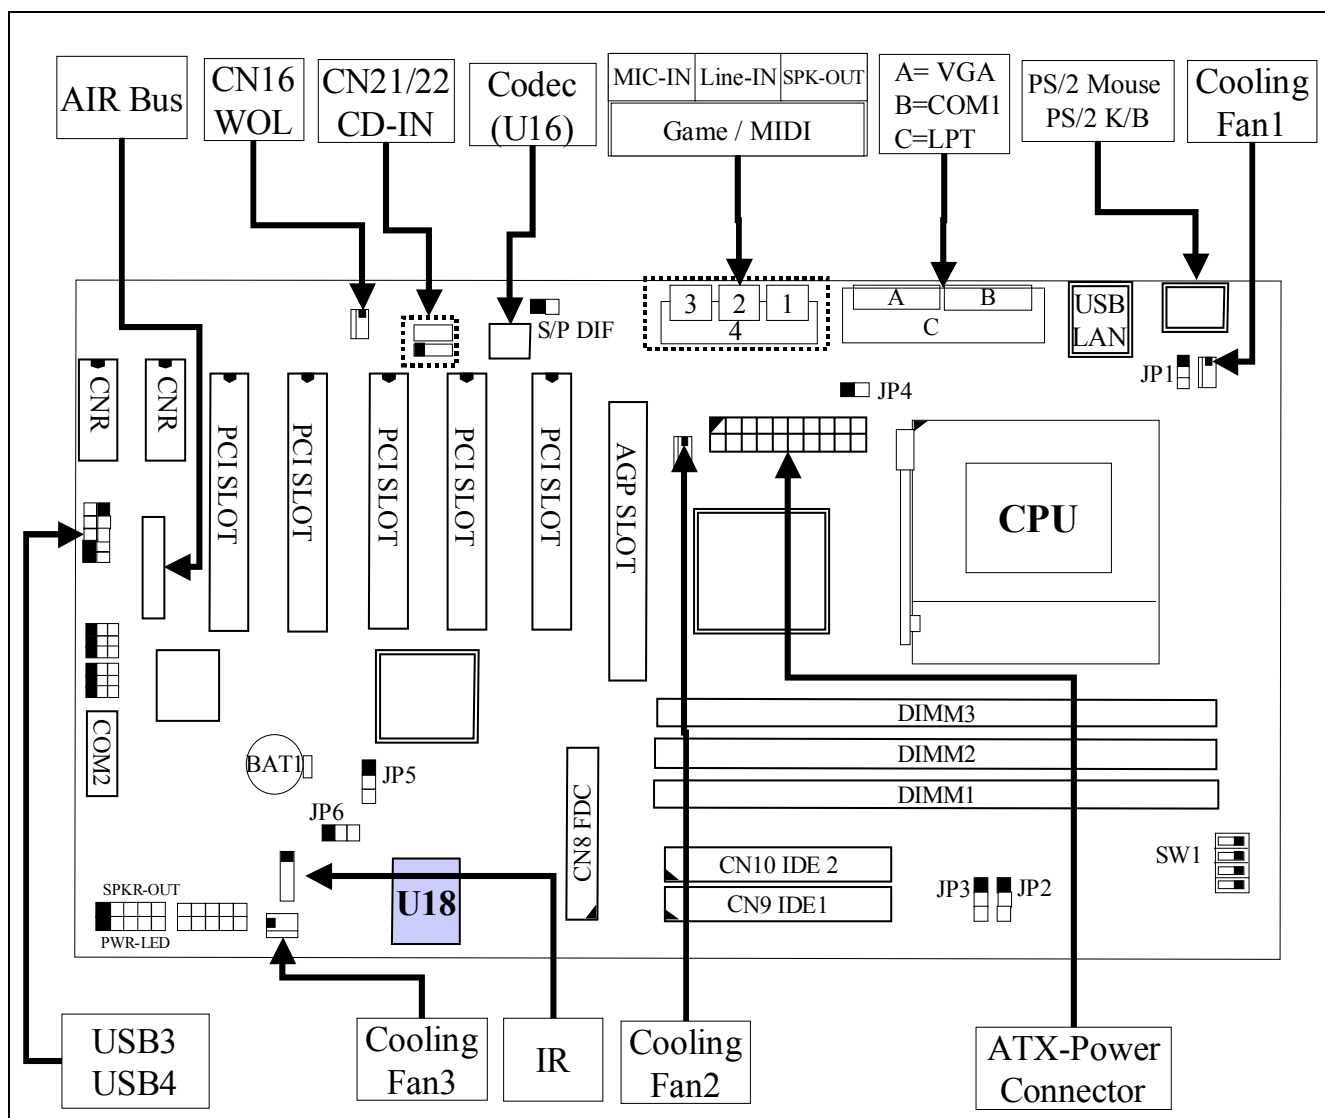 AIR Bus
CN16
WOL
CN21/22
CD-IN
Codec
(U16)
MIC-IN
Line-IN
SPK-OUT
Game / MIDI
A= VGA
B=COM1
C=LPT
PS/2 Mouse
PS/2 K/B
Cooling
Fan1
S/P DIF
3
2
1
4
A
B
C
USB
LAN
JP1
JP4
CNR
CNR
PCI SLOT
PCI SLOT
PCI SLOT
PCI SLOT
PCI SLOT
AGP SLOT
CPU
COM2
BAT1
JP5
JP6
CN8 FDC
DIMM3
DIMM2
DIMM1
CN10 IDE 2
CN9 IDE1
JP3
JP2
SW1
SPKR-OUT
PWR-LED
U18
USB3
USB4
Cooling
Fan3
IR
Cooling
Fan2
ATX-Power
Connector